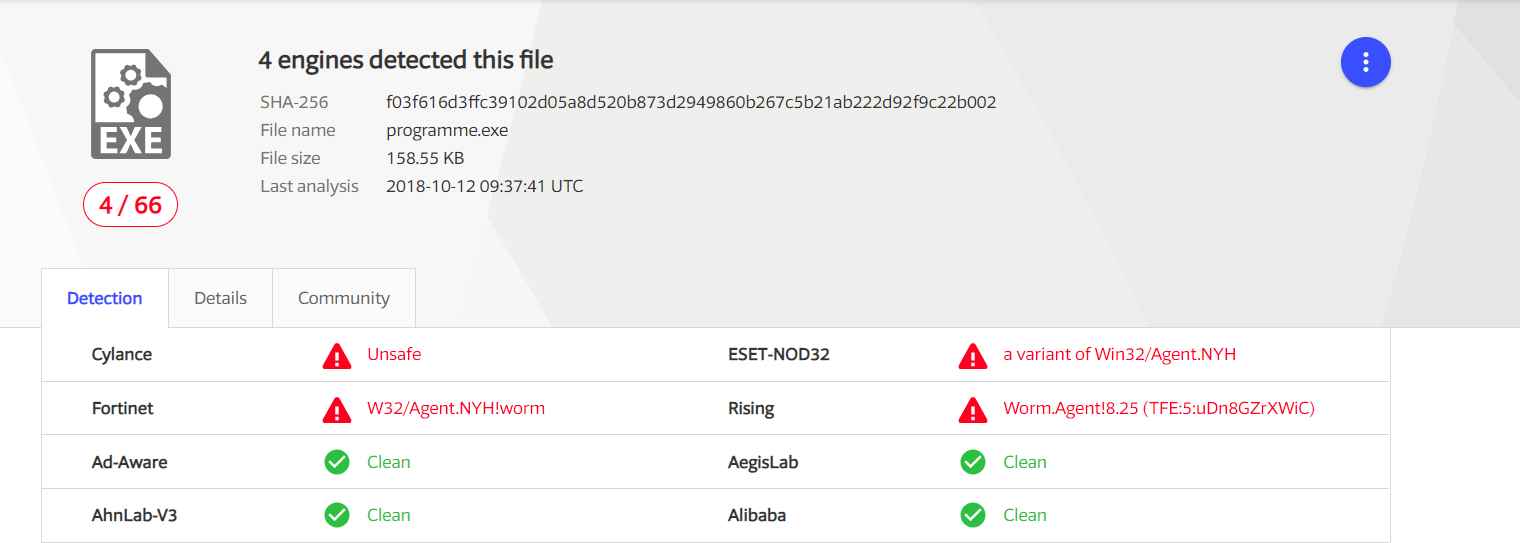 4 engines detected this file
EXE
SHA-256 f03f616d3ffc39102d05a8d520b873d2949860b267c5b21ab222d92f9c22b002
File name programme.exe
File size 158.55 KB
Last analysis 2018-10-12 09:37:41 UTC
4 / 66
Detection Details Community
Cylance Unsafe ESET-NOD32 a variant of Win32/Agent.NYH
Fortinet W32/Agent.NYH!worm Rising Worm.Agent!8.25 (TFE:5:uDn8GZrXWiC)
Ad-Aware Clean AegisLab Clean
AhnLab-V3 Clean Alibaba Clean